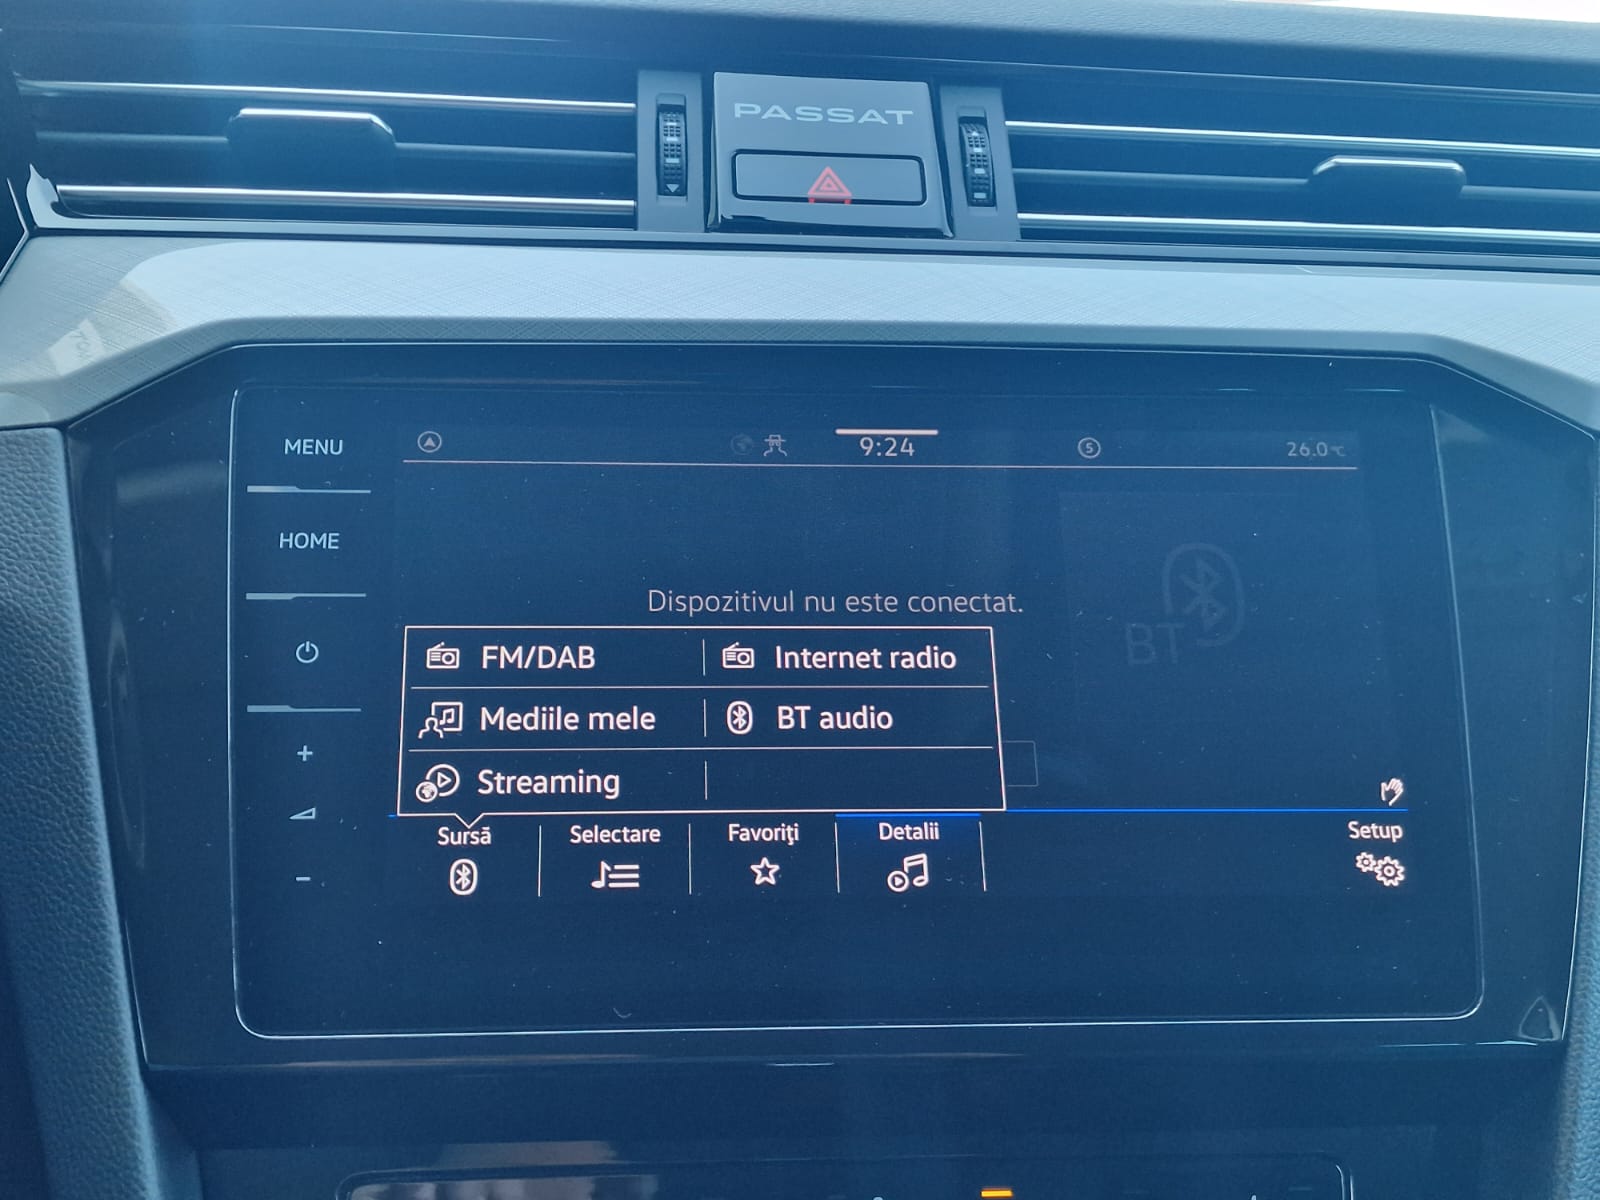 PASSAT
MENU
9:24
5
26.0°C
HOME
Dispozitivul nu este conectat.
BT
FM/DAB
Internet radio
Mediile mele
BT audio
Streaming
+
-
Sursă
Selectare
Favoriţi
Detalii
Setup